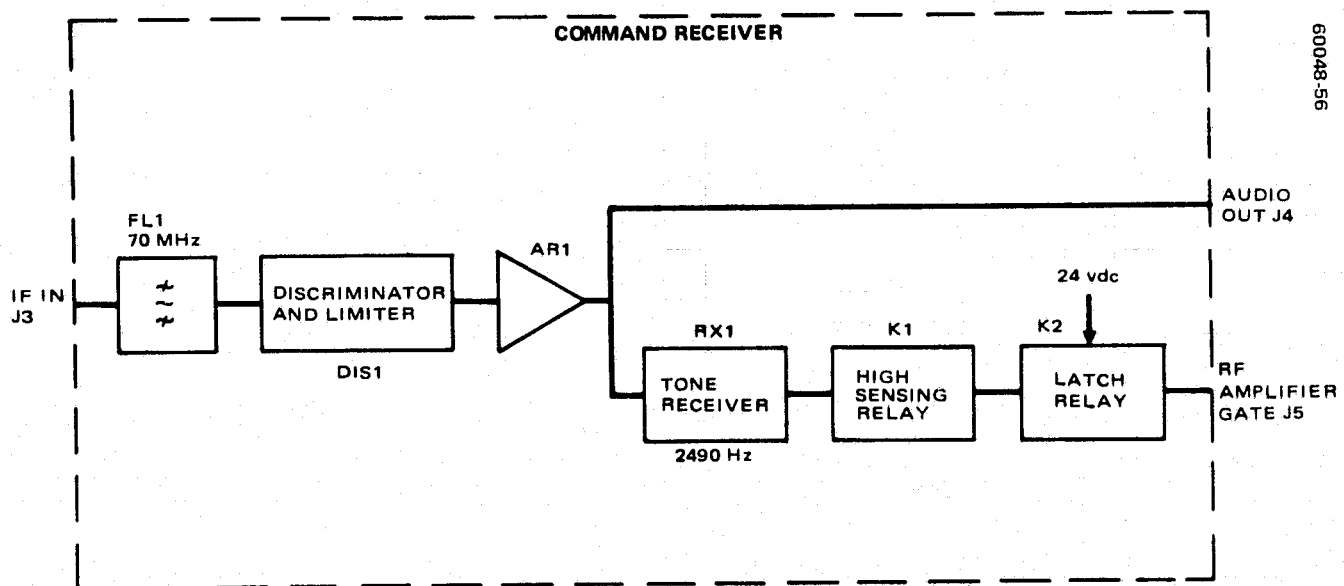 COMMAND RECEIVER
60048-56
AUDIO
OUT J4
FL1
70 MHz
AR1
IF IN
J3
DISCRIMINATOR
AND LIMITER
DIS1
24 vdc
RX1
K1
K2
TONE
RECEIVER
HIGH
SENSING
RELAY
LATCH
RELAY
RF
AMPLIFIER
GATE J5
2490 Hz